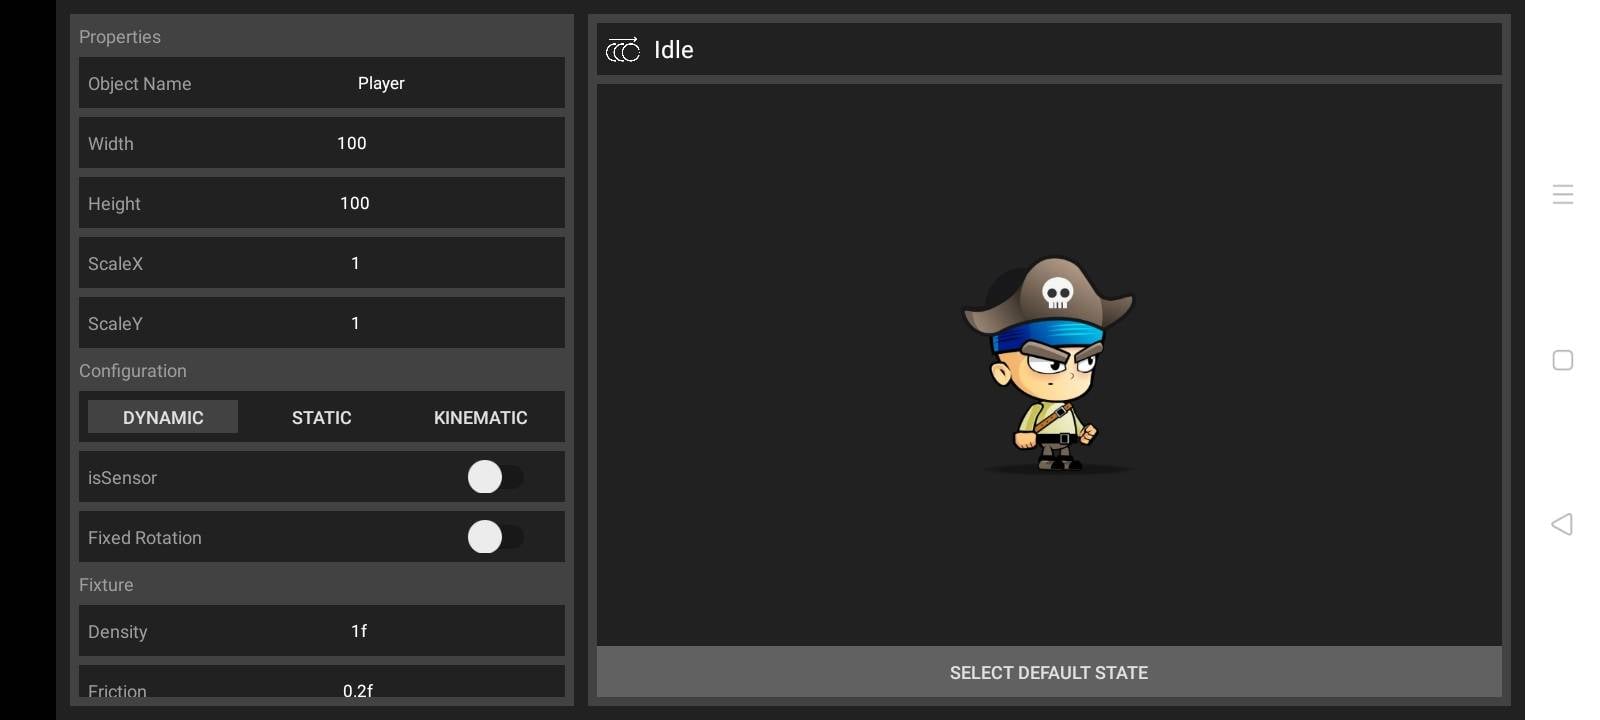 Properties
Object Name Player
Width 100
Height 100
ScaleX 1
ScaleY 1
Configuration
DYNAMIC STATIC KINEMATIC
isSensor
Fixed Rotation
Fixture
Density 1f
Friction 0.2f
Idle
SELECT DEFAULT STATE